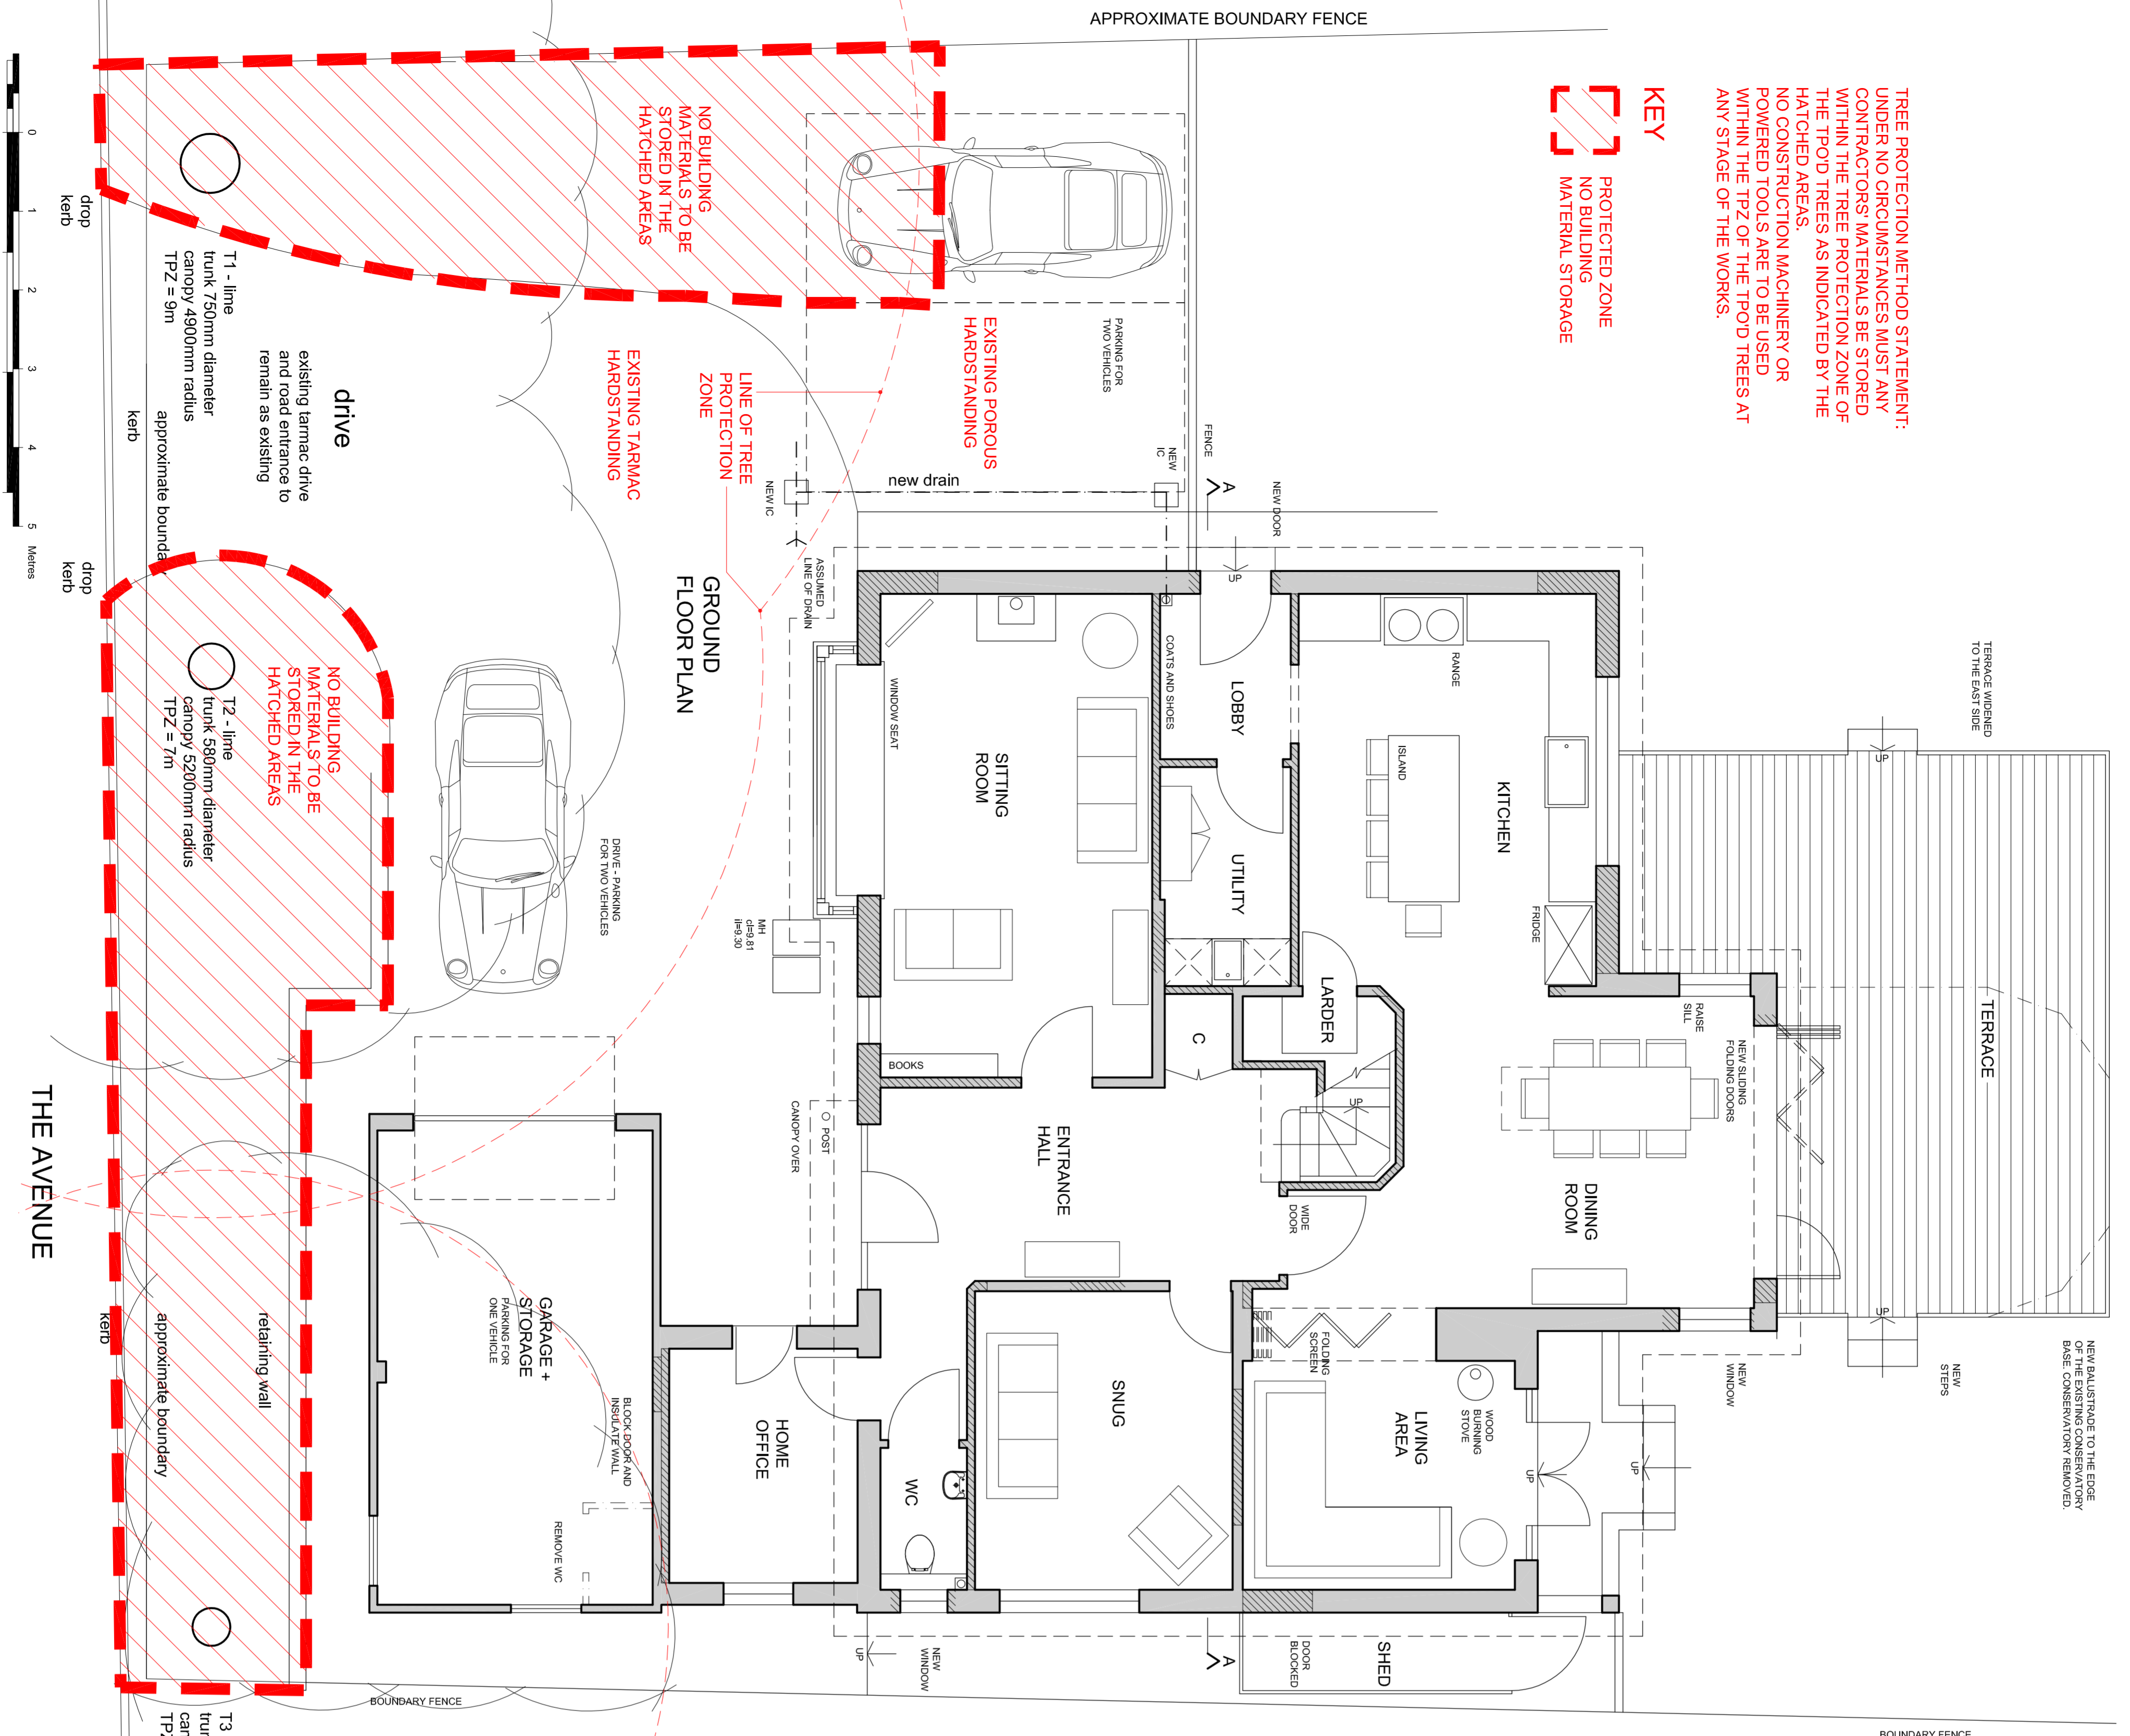 APPROXIMATE BOUNDARY FENCE
TREE PROTECTION METHOD STATEMENT:
UNDER NO CIRCUMSTANCES MUST ANY
CONTRACTORS' MATERIALS BE STORED
WITHIN THE TREE PROTECTION ZONE OF
THE TPO'D TREES AS INDICATED BY THE
HATCHED AREAS.
NO CONSTRUCTION MACHINERY OR
POWERED TOOLS ARE TO BE USED
WITHIN THE TPZ OF THE TPO'D TREES AT
ANY STAGE OF THE WORKS.
KEY
PROTECTED ZONE
NO BUILDING
MATERIAL STORAGE
TERRACE WIDENED
TO THE EAST SIDE
UP
TERRACE
UP
NEW
STEPS
NEW BALUSTRADE TO THE EDGE
OF THE EXISTING CONSERVATORY
BASE. CONSERVATORY REMOVED.
BOUNDARY FENCE
RAISE
SILL
NEW SLIDING
FOLDING DOORS
NEW
WINDOW
KITCHEN
RANGE
ISLAND
FRIDGE
DINING
ROOM
WIDE
DOOR
FOLDING
SCREEN
LIVING
AREA
WOOD
BURNING
STOVE
UP
UP
SHED
DOOR
BLOCKED
A
NEW DOOR
UP
A
FENCE
NEW
IC
LOBBY
COATS AND SHOES
UTILITY
LARDER
C
UP
SNUG
ENTRANCE
HALL
SITTING
ROOM
WINDOW SEAT
BOOKS
WC
NEW
WINDOW
UP
HOME
OFFICE
PARKING FOR
TWO VEHICLES
EXISTING POROUS
HARDSTANDING
new drain
NEW IC
ASSUMED
LINE OF DRAIN
LINE OF TREE
PROTECTION
ZONE
GROUND
FLOOR PLAN
MH
cl=9.81
il=9.30
POST
CANOPY OVER
NO BUILDING
MATERIALS TO BE
STORED IN THE
HATCHED AREAS
EXISTING TARMAC
HARDSTANDING
DRIVE - PARKING
FOR TWO VEHICLES
BLOCK DOOR AND
INSULATE WALL
REMOVE WC
GARAGE +
STORAGE
PARKING FOR
ONE VEHICLE
BOUNDARY FENCE
drive
existing tarmac drive
and road entrance to
remain as existing
NO BUILDING
MATERIALS TO BE
STORED IN THE
HATCHED AREAS
retaining wall
T1 - lime
trunk 750mm diameter
canopy 4900mm radius
TPZ = 9m
T2 - lime
trunk 580mm diameter
canopy 5200mm radius
TPZ = 7m
T3
approximate boundary
approximate boundary
kerb
kerb
drop
kerb
drop
kerb
THE AVENUE
0 1 2 3 4 5 Metres